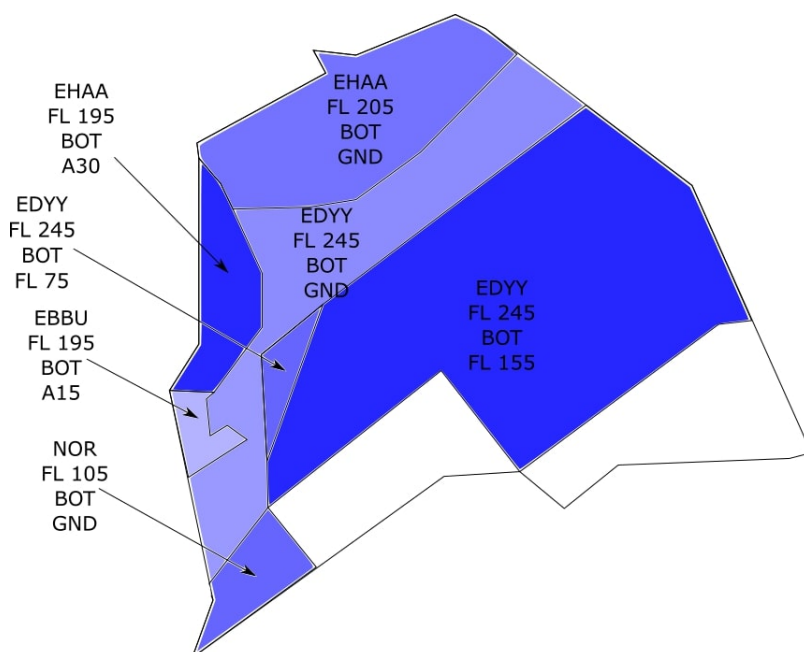 EHAA
FL 205
BOT
GND
EHAA
FL 195
BOT
A30
EDYY
FL 245
BOT
FL 75
EDYY
FL 245
BOT
GND
EDYY
FL 245
BOT
FL 155
EBBU
FL 195
BOT
A15
NOR
FL 105
BOT
GND